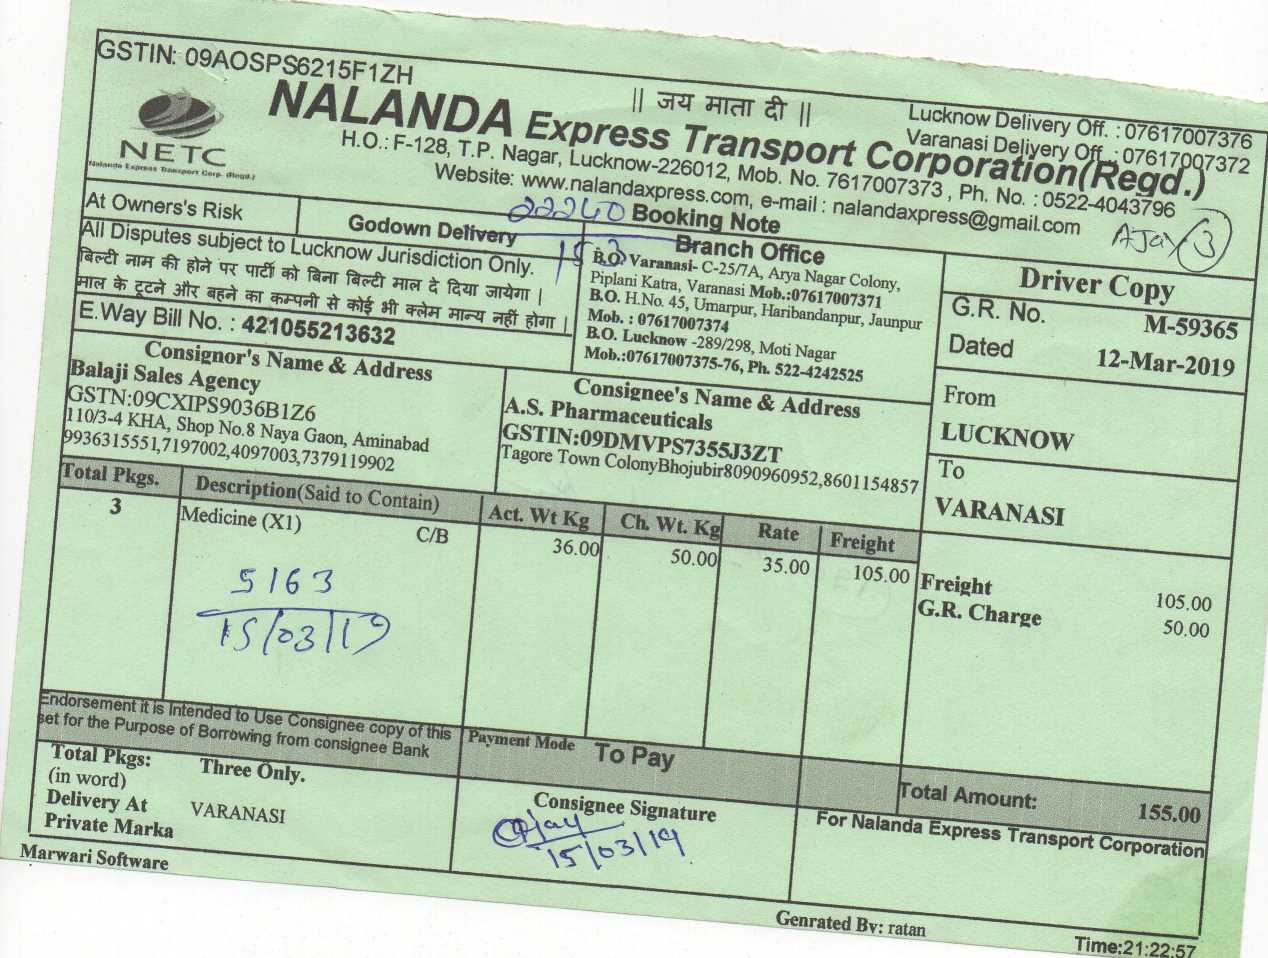 GSTIN: 09AOSPS6215F1ZH
|| जय माता दी ||
Lucknow Delivery Off. : 07617007376
Varanasi Deliyery Off. : 07617007372
NETC
Nalanda Express Transport Corp. (Regd.)
NALANDA Express Transport Corporation(Regd.)
H.O.: F-128, T.P. Nagar, Lucknow-226012, Mob. No. 7617007373 , Ph. No. : 0522-4043796
Website: www.nalandaxpress.com, e-mail : nalandaxpress@gmail.com
22260 Booking Note
Ajay 3
At Owners's Risk
Godown Delivery
153
All Disputes subject to Lucknow Jurisdiction Only.
बिल्टी नाम की होने पर पार्टी को बिना बिल्टी माल दे दिया जायेगा |
माल के टूटने और बहने का कम्पनी से कोई भी क्लेम मान्य नहीं होगा |
E.Way Bill No. : 421055213632
Branch Office
B.O. Varanasi- C-25/7A, Arya Nagar Colony,
Piplani Katra, Varanasi Mob.:07617007371
B.O. H.No. 45, Umarpur, Haribandanpur, Jaunpur
Mob. : 07617007374
B.O. Lucknow -289/298, Moti Nagar
Mob.:07617007375-76, Ph. 522-4242525
Driver Copy
G.R. No. M-59365
Dated 12-Mar-2019
From
LUCKNOW
To
VARANASI
Consignor's Name & Address
Balaji Sales Agency
GSTN:09CXIPS9036B1Z6
110/3-4 KHA, Shop No.8 Naya Gaon, Aminabad
9936315551,7197002,4097003,7379119902
Consignee's Name & Address
A.S. Pharmaceuticals
GSTIN:09DMVPS7355J3ZT
Tagore Town ColonyBhojubir8090960952,8601154857
Total Pkgs. Description(Said to Contain) Act. Wt Kg Ch. Wt. Kg Rate Freight
3 Medicine (X1) C/B 36.00 50.00 35.00 105.00
5163
15/03/19
Freight 105.00
G.R. Charge 50.00
Endorsement it is Intended to Use Consignee copy of this
set for the Purpose of Borrowing from consignee Bank
Payment Mode To Pay
Total Amount: 155.00
Total Pkgs: Three Only.
(in word)
Delivery At VARANASI
Private Marka
Consignee Signature
Ajay
15/03/19
For Nalanda Express Transport Corporation
Marwari Software
Genrated By: ratan
Time:21:22:57